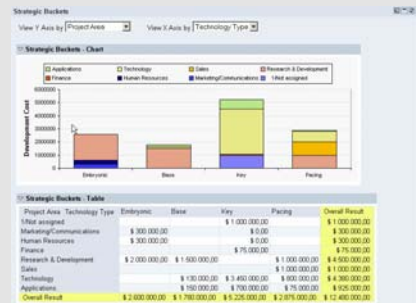 Strategic Buckets
View Y Axis by Project Area View X Axis by Technology Type
Strategic Buckets - Chart
Applications Technology Sales Research & Development
Finance Human Resources Marketing/Communications 1/Not assigned
Development Cost
6000000
5000000
4000000
3000000
2000000
1000000
0
Embryonic Base Key Pacing
Strategic Buckets - Table
Project Area Technology Type Embryonic Base Key Pacing Overall Result
1/Not assigned $ 1 000.000,00 $ 1 000.000,00
Marketing/Communications $ 300.000,00 $ 0,00 $ 300.000,00
Human Resources $ 300.000,00 $ 0,00 $ 300.000,00
Finance $ 75.000,00 $ 75.000,00
Research & Development $ 2 000.000,00 $ 1 500.000,00 $ 1 000.000,00 $ 4 500.000,00
Sales $ 1 000.000,00 $ 1 000.000,00
Technology $ 130.000,00 $ 3 450.000,00 $ 800.000,00 $ 4 380.000,00
Applications $ 150.000,00 $ 700.000,00 $ 75.000,00 $ 925.000,00
Overall Result $ 2 600.000,00 $ 1 780.000,00 $ 5 225.000,00 $ 2 875.000,00 $ 12 480.000,00